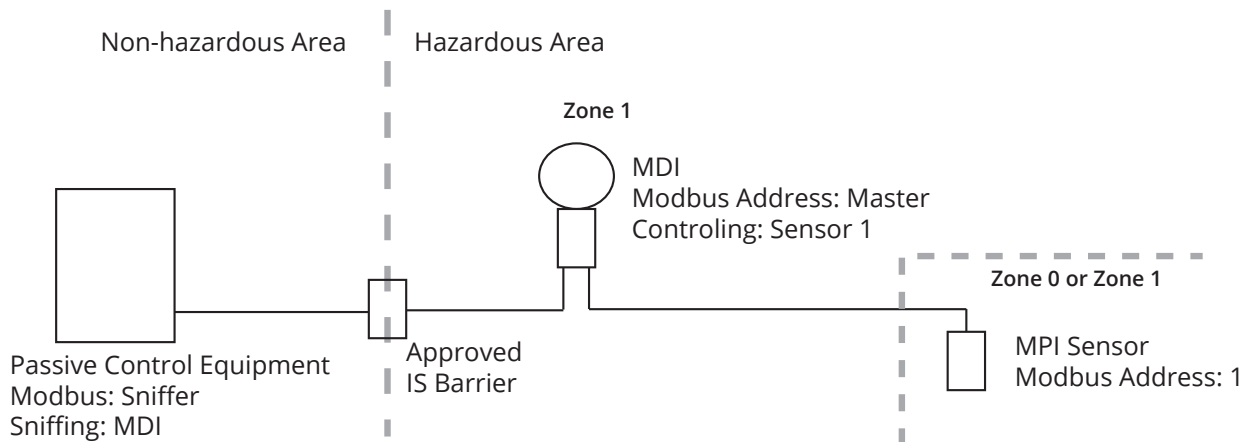 Non-hazardous Area
Hazardous Area
Zone 1
MDI
Modbus Address: Master
Controling: Sensor 1
Zone 0 or Zone 1
MPI Sensor
Modbus Address: 1
Approved
IS Barrier
Passive Control Equipment
Modbus: Sniffer
Sniffing: MDI